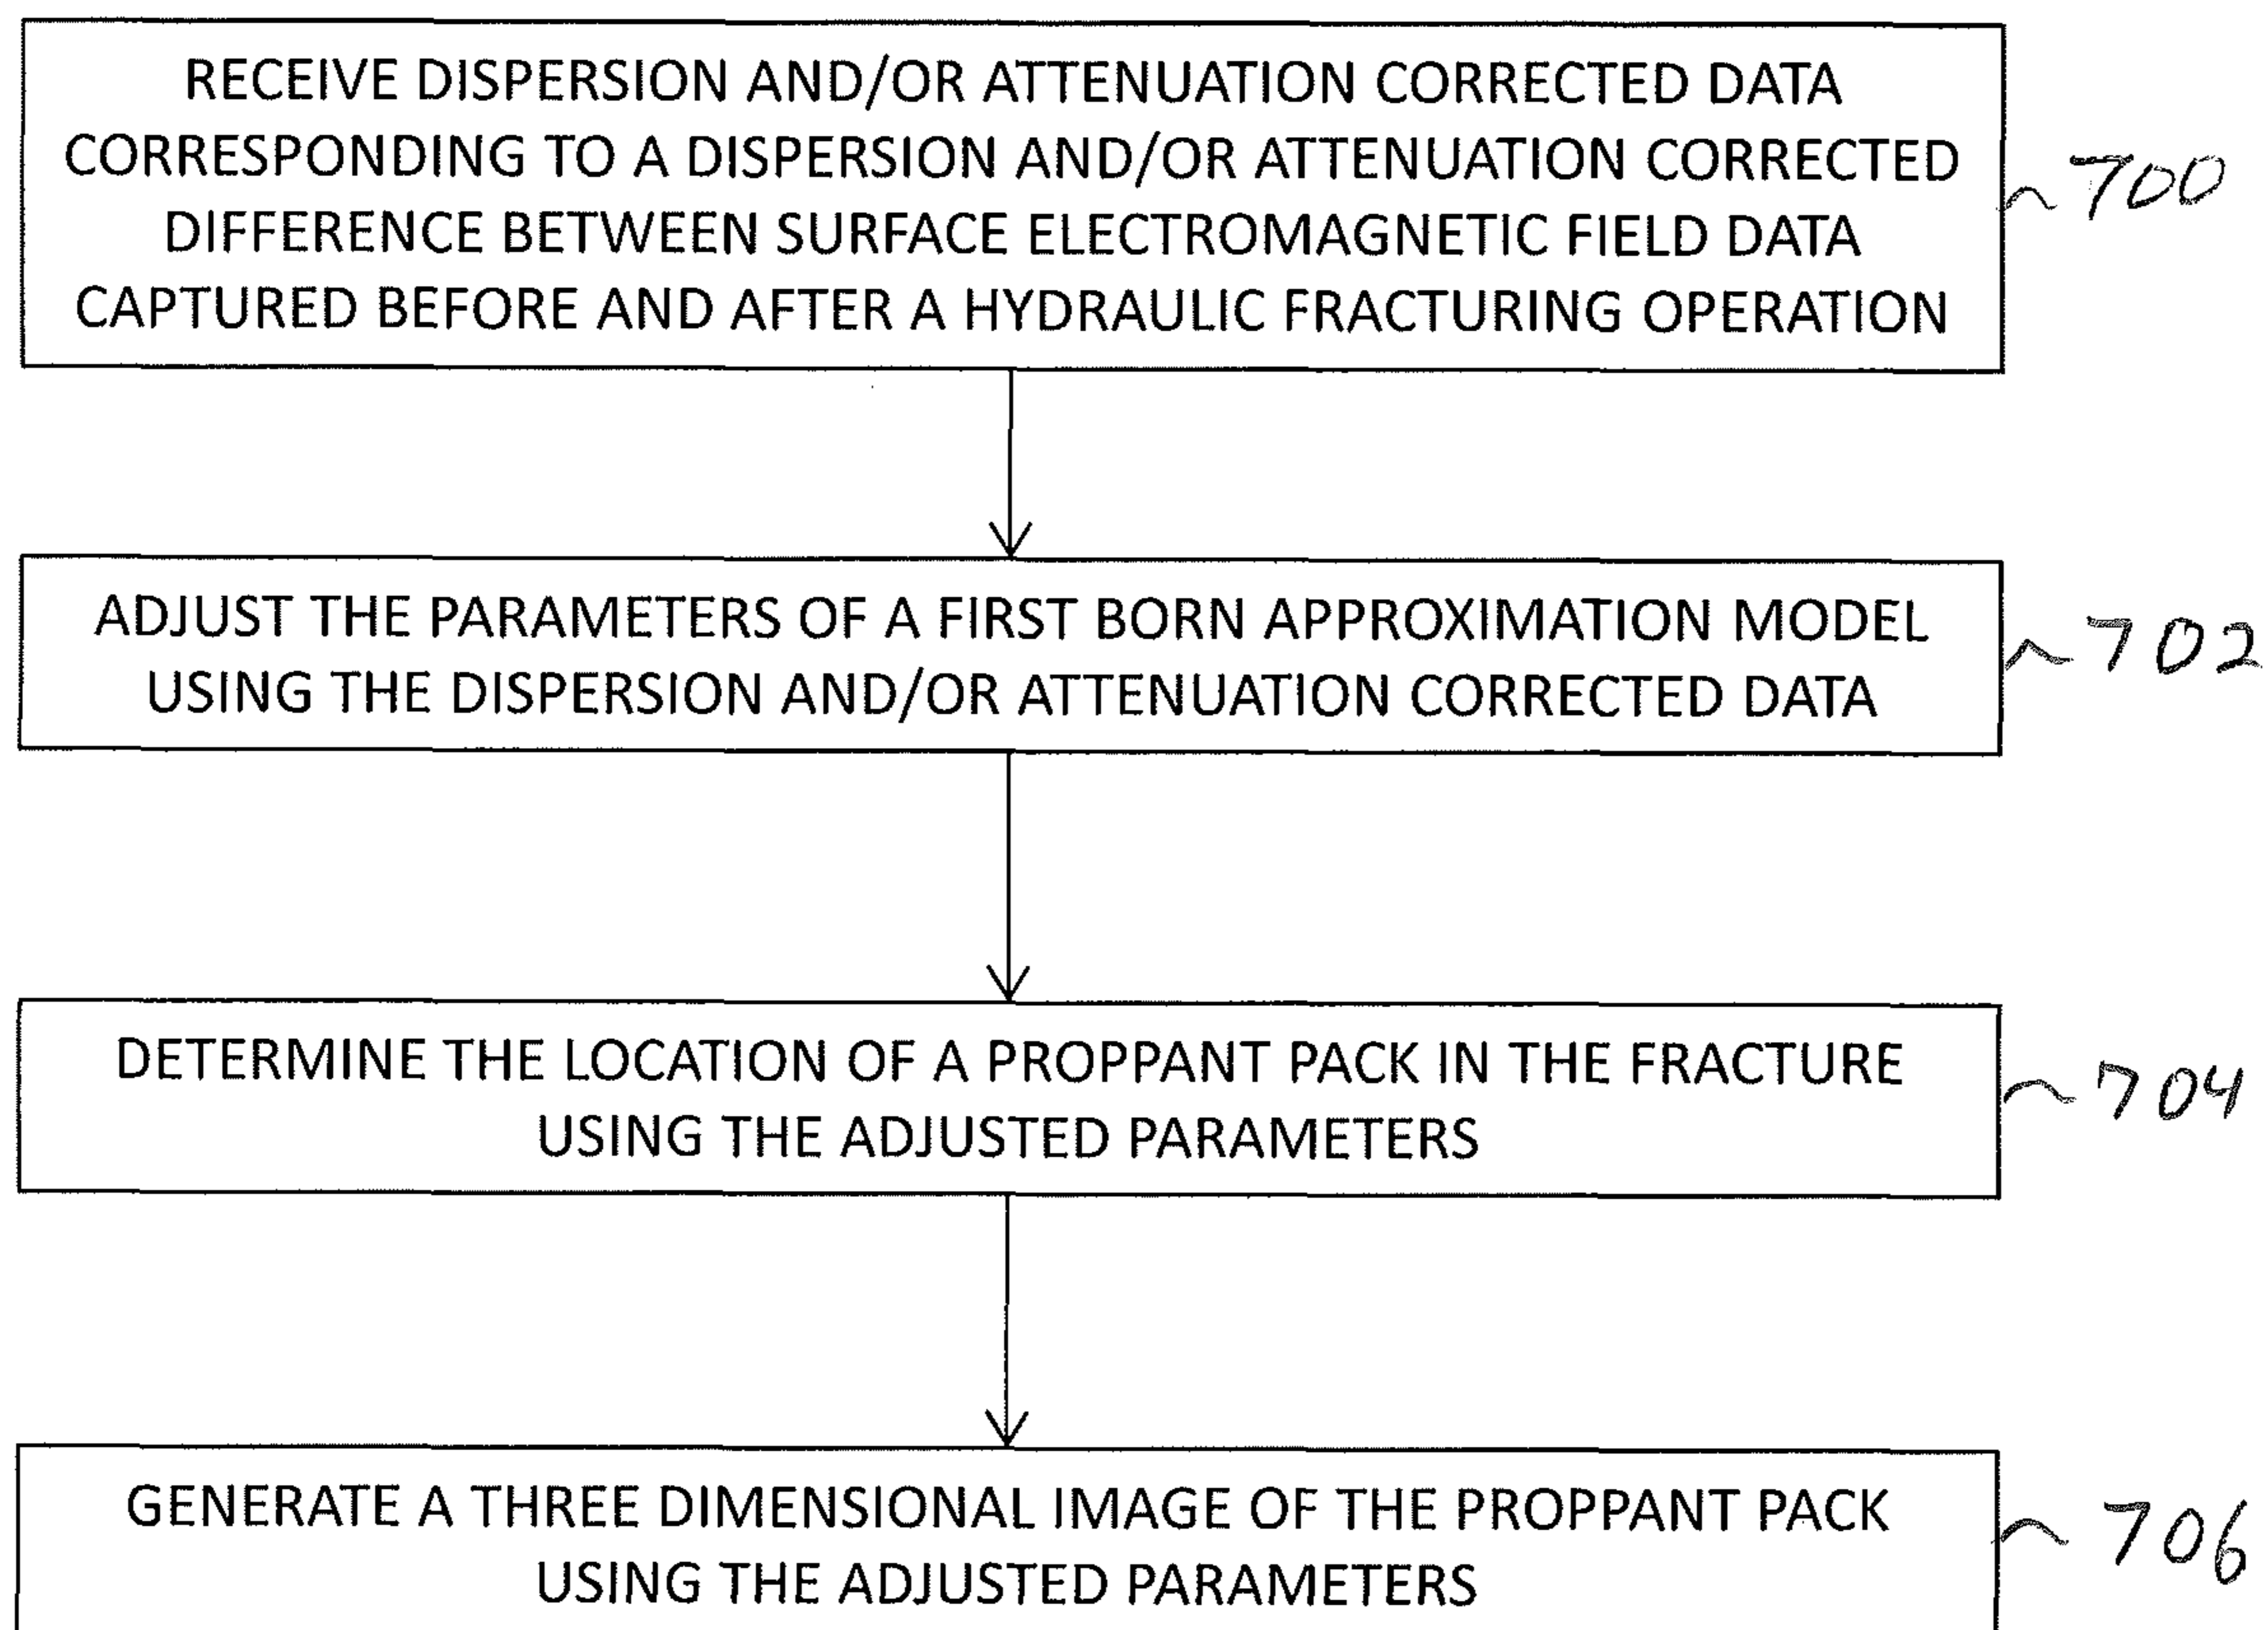 RECEIVE DISPERSION AND/OR ATTENUATION CORRECTED DATA
CORRESPONDING TO A DISPERSION AND/OR ATTENUATION CORRECTED
DIFFERENCE BETWEEN SURFACE ELECTROMAGNETIC FIELD DATA
CAPTURED BEFORE AND AFTER A HYDRAULIC FRACTURING OPERATION
700
ADJUST THE PARAMETERS OF A FIRST BORN APPROXIMATION MODEL
USING THE DISPERSION AND/OR ATTENUATION CORRECTED DATA
702
DETERMINE THE LOCATION OF A PROPPANT PACK IN THE FRACTURE
USING THE ADJUSTED PARAMETERS
704
GENERATE A THREE DIMENSIONAL IMAGE OF THE PROPPANT PACK
USING THE ADJUSTED PARAMETERS
706